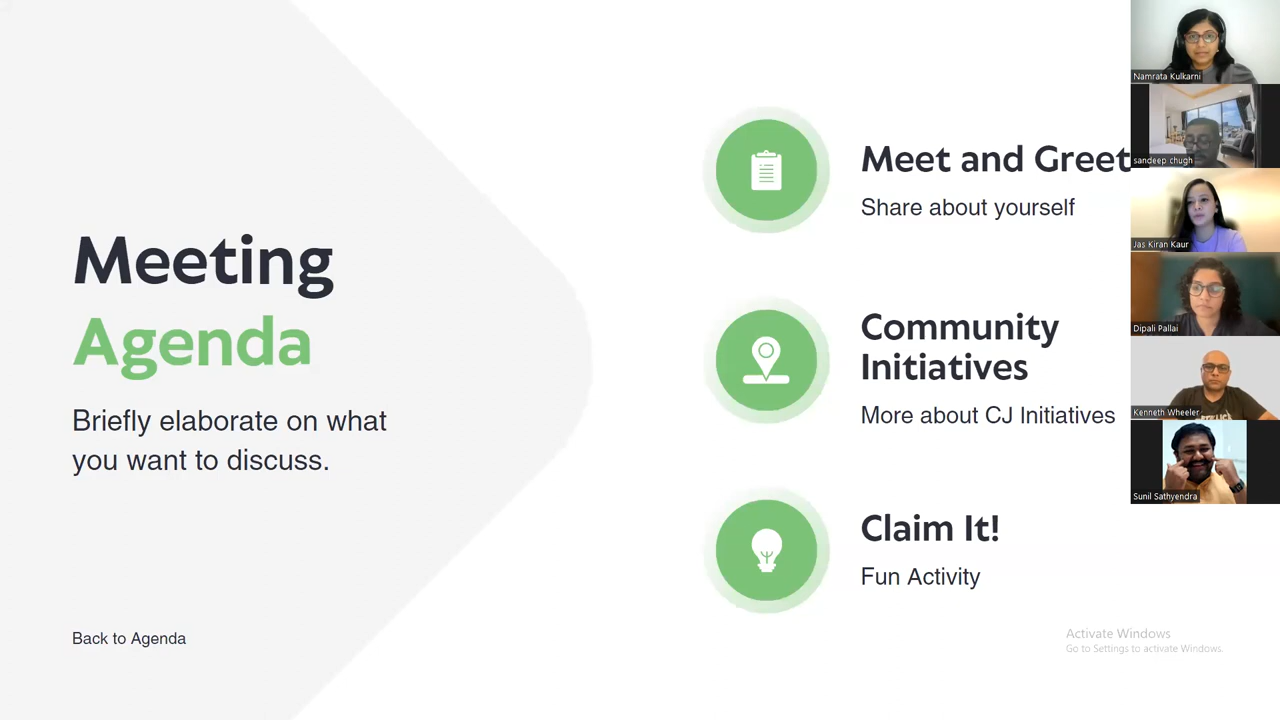 Meeting
Agenda
Briefly elaborate on what
you want to discuss.
Back to Agenda
Meet and Greet
Share about yourself
Community
Initiatives
More about CJ Initiatives
Claim It!
Fun Activity
Activate Windows
Go to Settings to activate Windows.
Namrata Kulkarni
sandeep chugh
Jas Kiran Kaur
Dipali Pallai
Kenneth Wheeler
Sunil Sathyendra